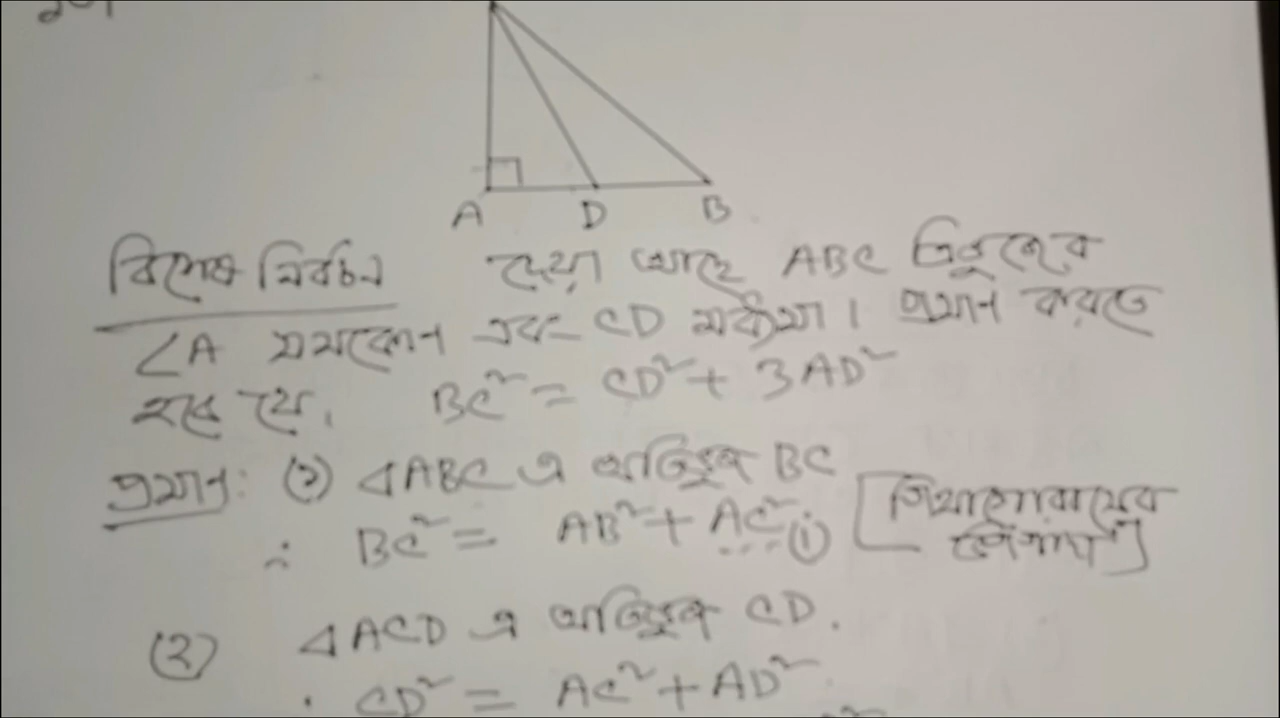 A D B
বিশেষ নির্বচন দেয়া আছে ABC ত্রিভুজের
∠A সমকোন এবং CD মধ্যমা। প্রমান করতে
হবে যে, BC² = CD² + 3AD²
প্রমান: (১) ⊿ABC এ অতিভুজ BC
∴ BC² = AB² + AC² ...(i) [পিথাগোরাসের
উপপাদ্য]
(২) ⊿ACD এ অতিভুজ CD.
∴ CD² = AC² + AD²